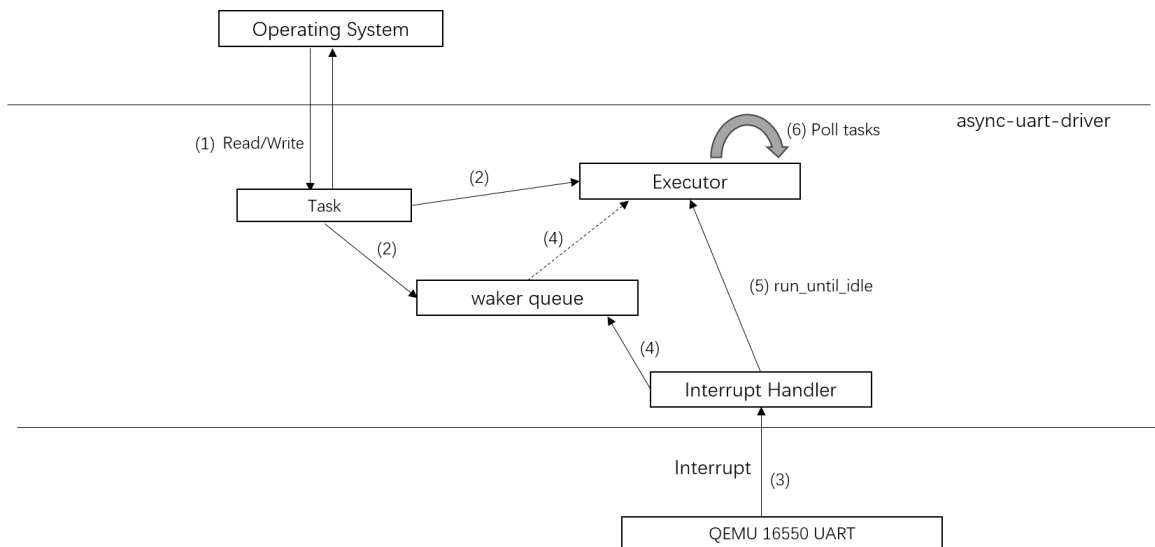 Operating System
async-uart-driver
(6) Poll tasks
(1) Read/Write
Executor
(2)
Task
(4)
(2)
(5) run_until_idle
waker queue
(4)
Interrupt Handler
Interrupt
(3)
QEMU 16550 UART